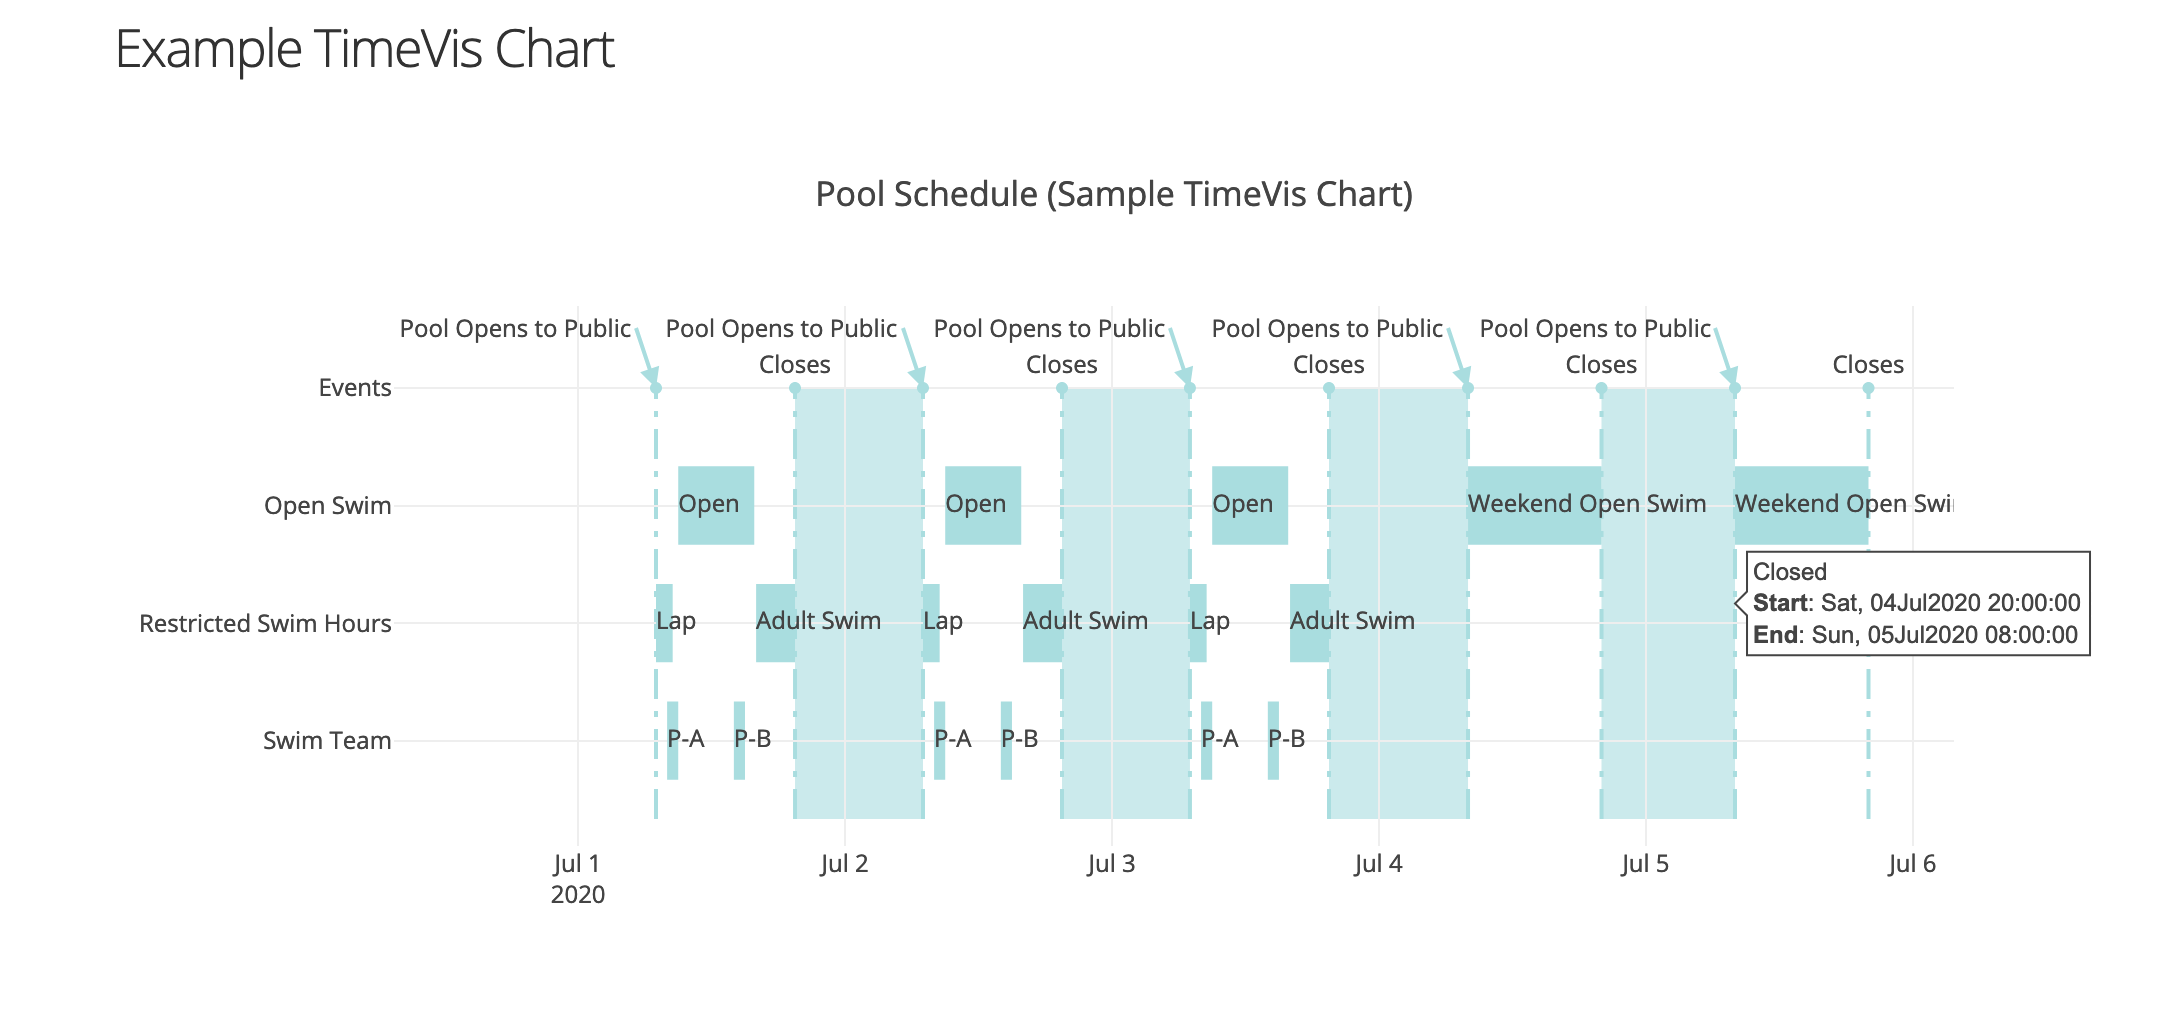 Example TimeVis Chart
Pool Schedule (Sample TimeVis Chart)
Pool Opens to Public Pool Opens to Public Pool Opens to Public Pool Opens to Public Pool Opens to Public
Closes Closes Closes Closes Closes
Events
Open Swim Open Open Open Weekend Open Swim Weekend Open Swi
Closed
Start: Sat, 04Jul2020 20:00:00
End: Sun, 05Jul2020 08:00:00
Restricted Swim Hours Lap Adult Swim Lap Adult Swim Lap Adult Swim
Swim Team P-A P-B P-A P-B P-A P-B
Jul 1 Jul 2 Jul 3 Jul 4 Jul 5 Jul 6
2020